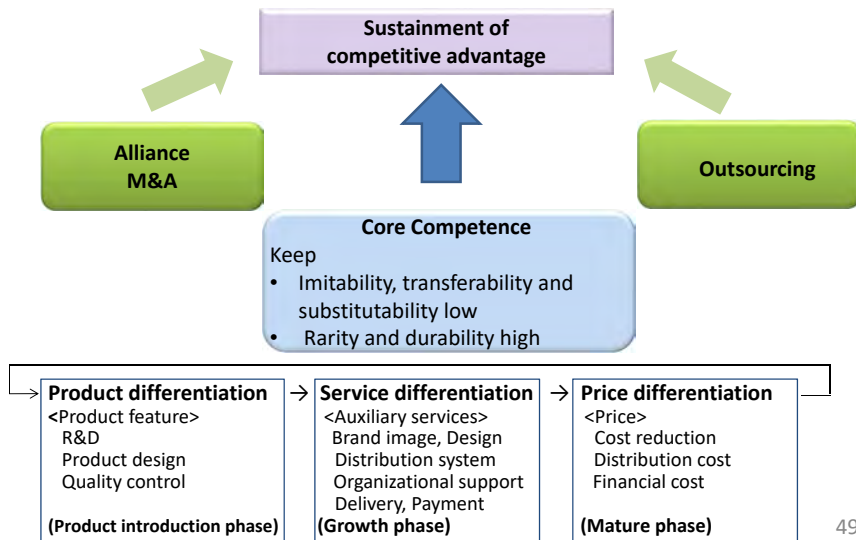 Sustainment of
competitive advantage
Alliance
M&A
Outsourcing
Core Competence
Keep
• Imitability, transferability and
substitutability low
• Rarity and durability high
Product differentiation
<Product feature>
R&D
Product design
Quality control
(Product introduction phase)
→ Service differentiation
<Auxiliary services>
Brand image, Design
Distribution system
Organizational support
Delivery, Payment
(Growth phase)
→ Price differentiation
<Price>
Cost reduction
Distribution cost
Financial cost
(Mature phase)
49